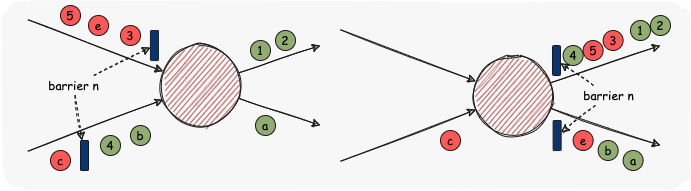 5 e 3
1 2
barrier n
a
c 4 b
4 5 3 1 2
barrier n
c
e b a